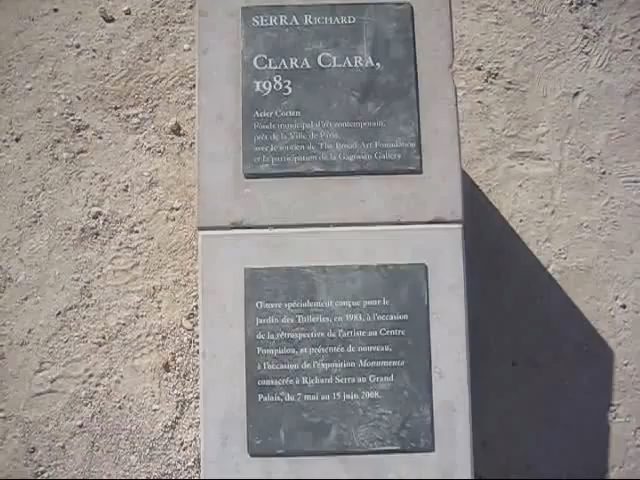 SERRA RICHARD
CLARA CLARA,
1983
Acier Corten
Fonds municipal d'art contemporain,
prêt de la Ville de Paris,
avec le soutien de The Broad Art Foundation
et la participation de la Gagosian Gallery
Œuvre spécialement conçue pour le
Jardin des Tuileries, en 1983, à l'occasion
de la rétrospective de l'artiste au Centre
Pompidou, et présentée de nouveau,
à l'occasion de l'exposition Monumenta
consacrée à Richard Serra au Grand
Palais, du 7 mai au 15 juin 2008.